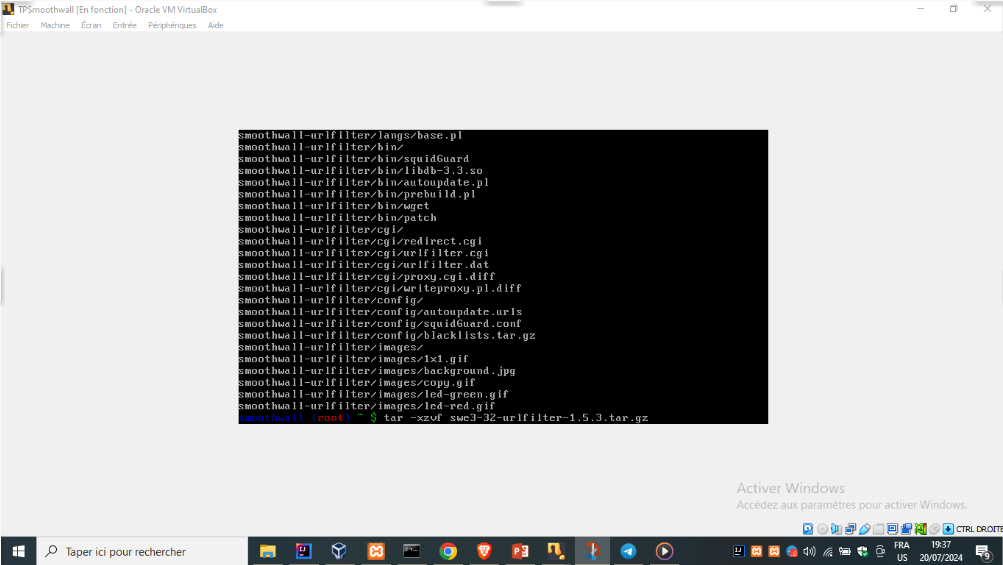 TPSmoothwall [En fonction] - Oracle VM VirtualBox
Fichier Machine Écran Entrée Périphériques Aide
smoothwall-urlfilter/langs/base.pl
smoothwall-urlfilter/bin/
smoothwall-urlfilter/bin/squidGuard
smoothwall-urlfilter/bin/libdb-3.3.so
smoothwall-urlfilter/bin/autoupdate.pl
smoothwall-urlfilter/bin/prebuild.pl
smoothwall-urlfilter/bin/wget
smoothwall-urlfilter/bin/patch
smoothwall-urlfilter/cgi/
smoothwall-urlfilter/cgi/redirect.cgi
smoothwall-urlfilter/cgi/urlfilter.cgi
smoothwall-urlfilter/cgi/urlfilter.dat
smoothwall-urlfilter/cgi/proxy.cgi.diff
smoothwall-urlfilter/cgi/writeproxy.pl.diff
smoothwall-urlfilter/config/
smoothwall-urlfilter/config/autoupdate.urls
smoothwall-urlfilter/config/squidGuard.conf
smoothwall-urlfilter/config/blacklists.tar.gz
smoothwall-urlfilter/images/
smoothwall-urlfilter/images/1x1.gif
smoothwall-urlfilter/images/background.jpg
smoothwall-urlfilter/images/copy.gif
smoothwall-urlfilter/images/led-green.gif
smoothwall-urlfilter/images/led-red.gif
smoothwall (root) ~ $ tar -xzvf swe3-32-urlfilter-1.5.3.tar.gz
Activer Windows
Accédez aux paramètres pour activer Windows.
CTRL DROITE
Taper ici pour rechercher
FRA
US
19:37
20/07/2024
9